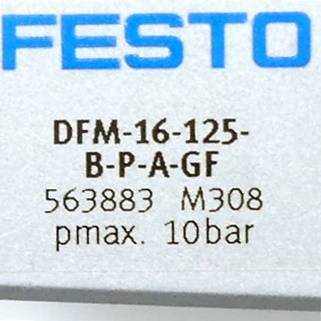 FESTO
DFM-16-125-
B-P-A-GF
563883 M308
pmax. 10bar